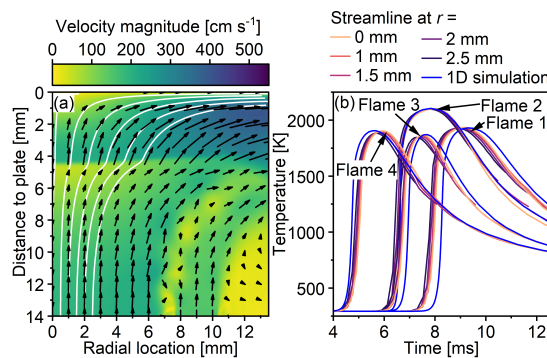 Velocity magnitude [cm s⁻¹]
0 100 200 300 400 500
(a)
Distance to plate [mm]
0
2
4
6
8
10
12
14
0 2 4 6 8 10 12
Radial location [mm]
Streamline at r =
0 mm
1 mm
1.5 mm
2 mm
2.5 mm
1D simulation
(b)
Flame 3
Flame 2
Flame 1
Flame 4
Temperature [K]
2000
1500
1000
500
4 6 8 10 12
Time [ms]